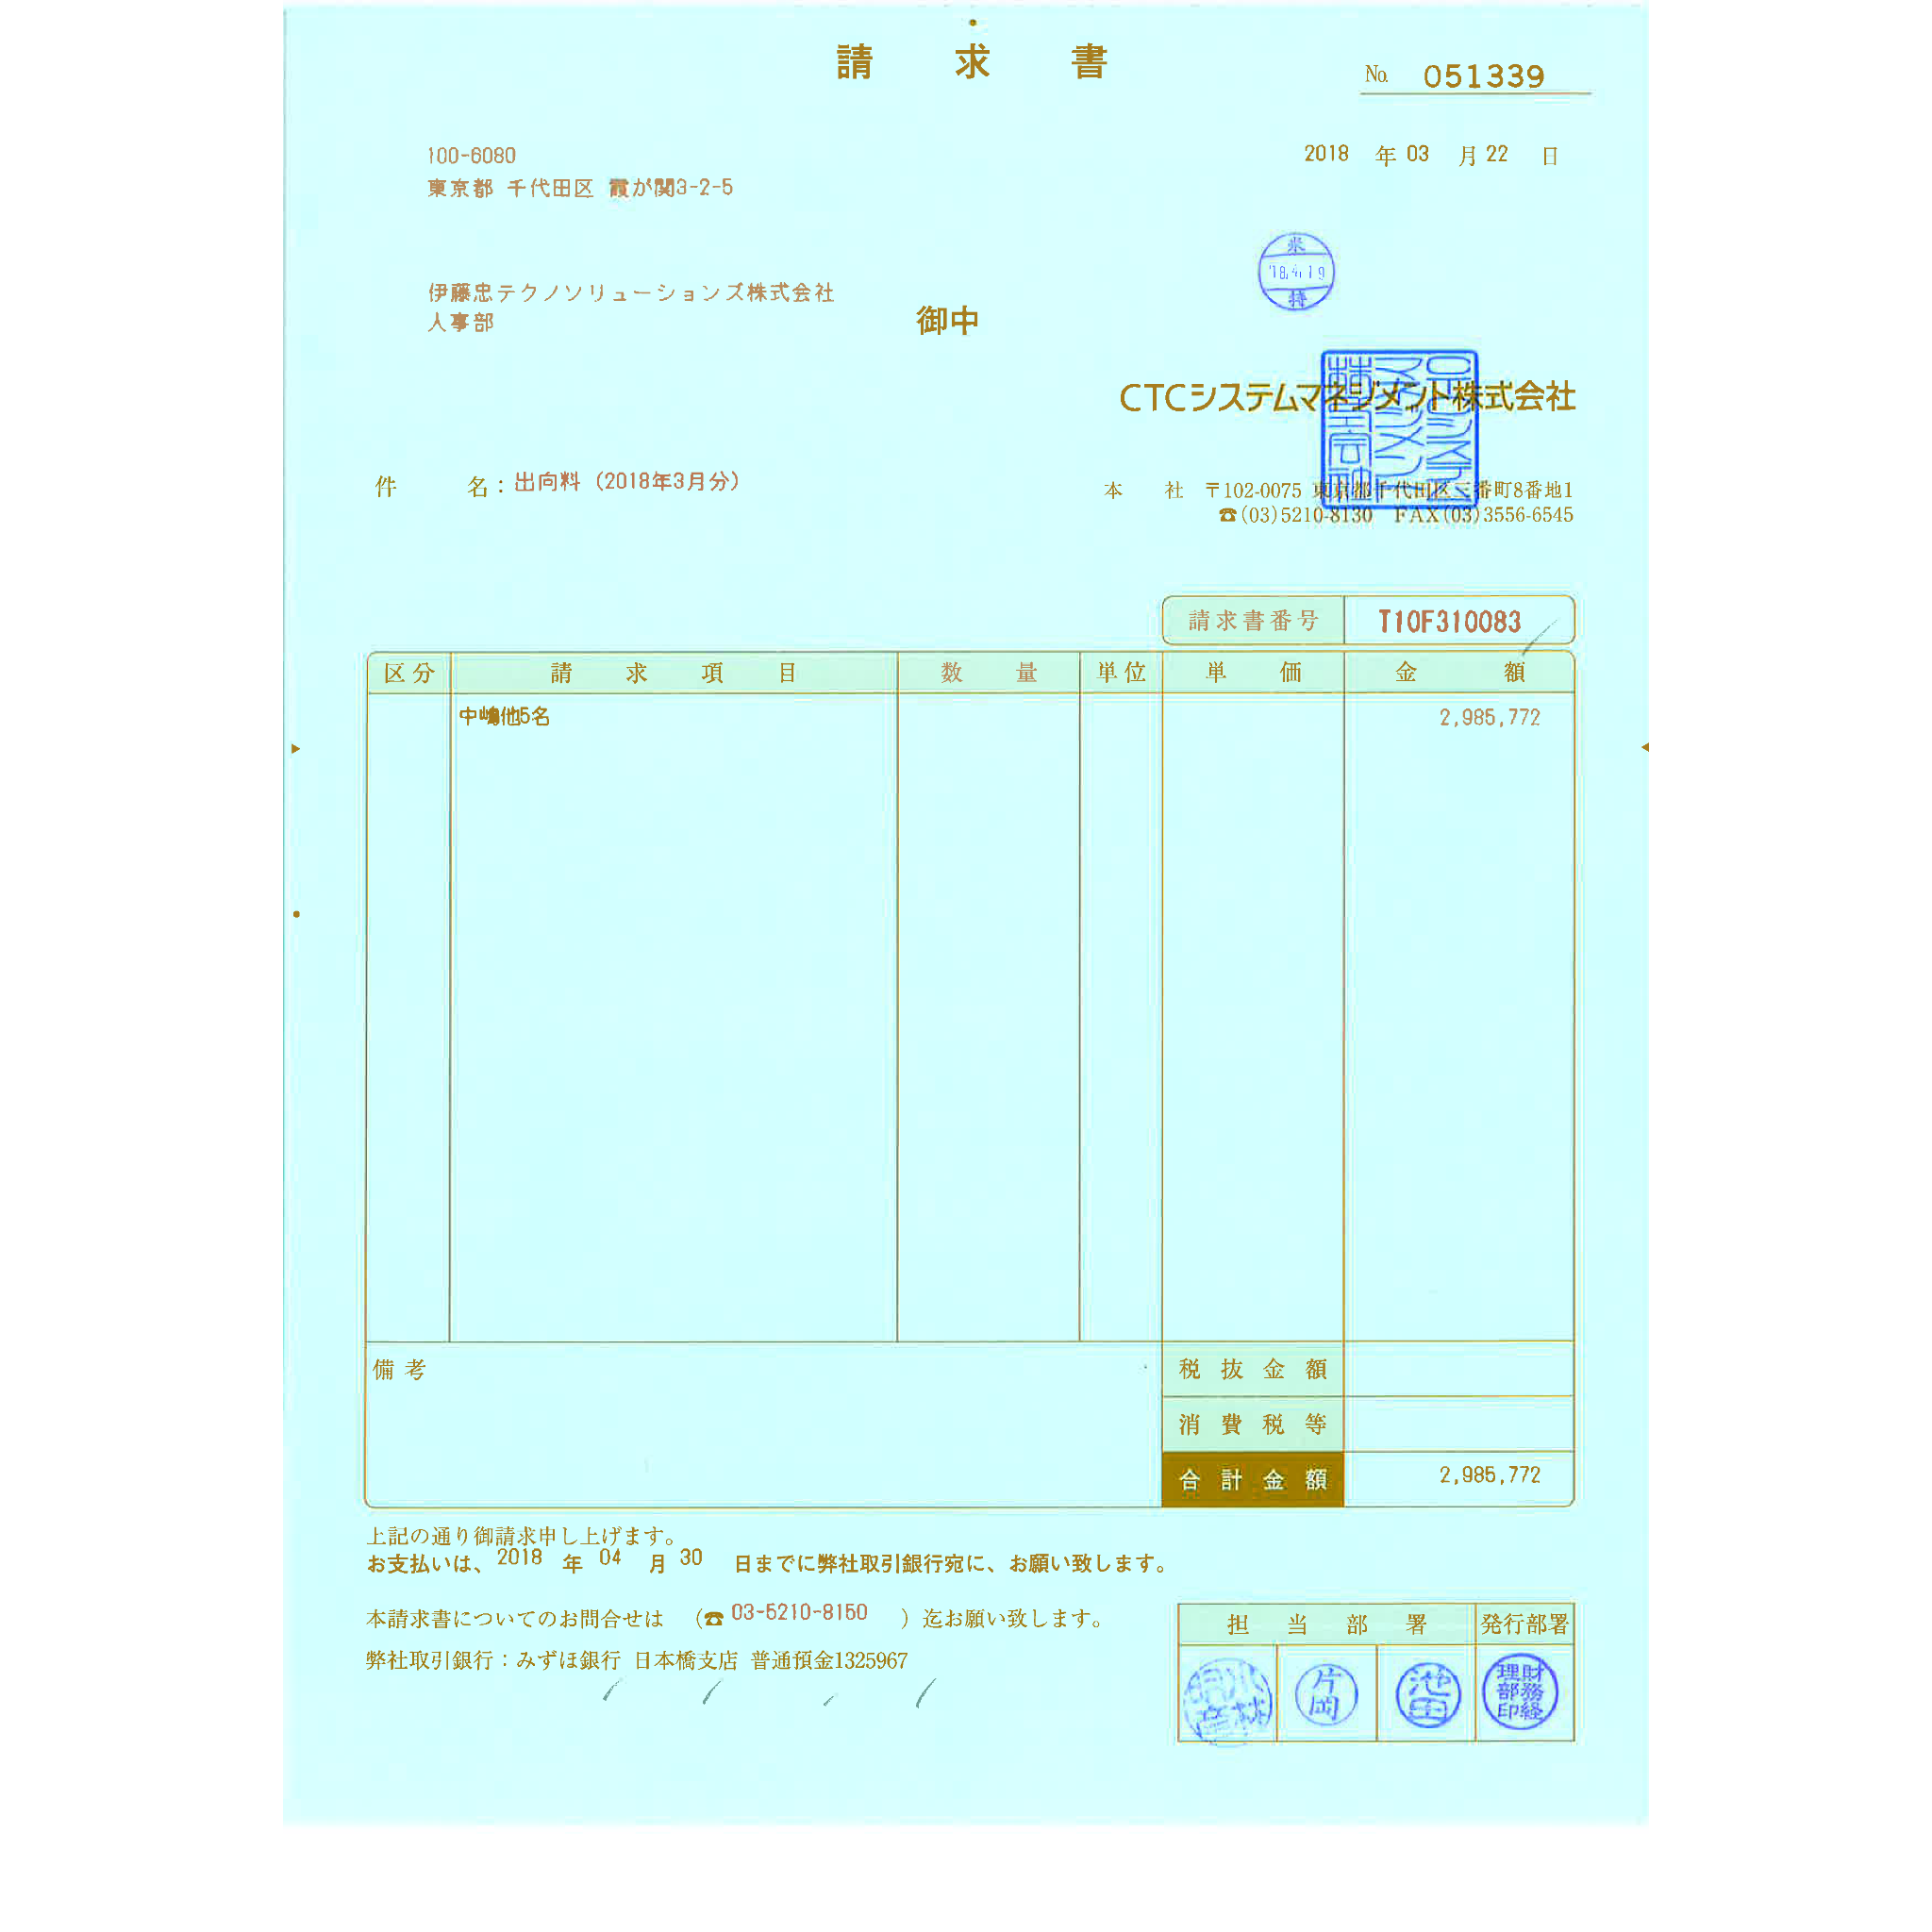 請求書
No. 051339
2018 年 03 月 22 日
100-6080
東京都 千代田区 霞が関3-2-5
米
'18.4.19
特
伊藤忠テクノソリューションズ株式会社
人事部
御中
CTCシステムマネジメント株式会社
件 名：出向料（2018年3月分）
本 社 〒102-0075 東京都千代田区三番町8番地1
☎(03)5210-8130 FAX(03)3556-6545
請求書番号 T10F310083
区分 請求項目 数量 単位 単価 金額
中嶋他5名 2,985,772
備考
税抜金額
消費税等
合計金額 2,985,772
上記の通り御請求申し上げます。
お支払いは、2018 年 04 月 30 日までに弊社取引銀行宛に、お願い致します。
本請求書についてのお問合せは （☎ 03-5210-8150 ）迄お願い致します。
弊社取引銀行：みずほ銀行 日本橋支店 普通預金1325967
担当部署 発行部署
片岡 池田 財務経理部印